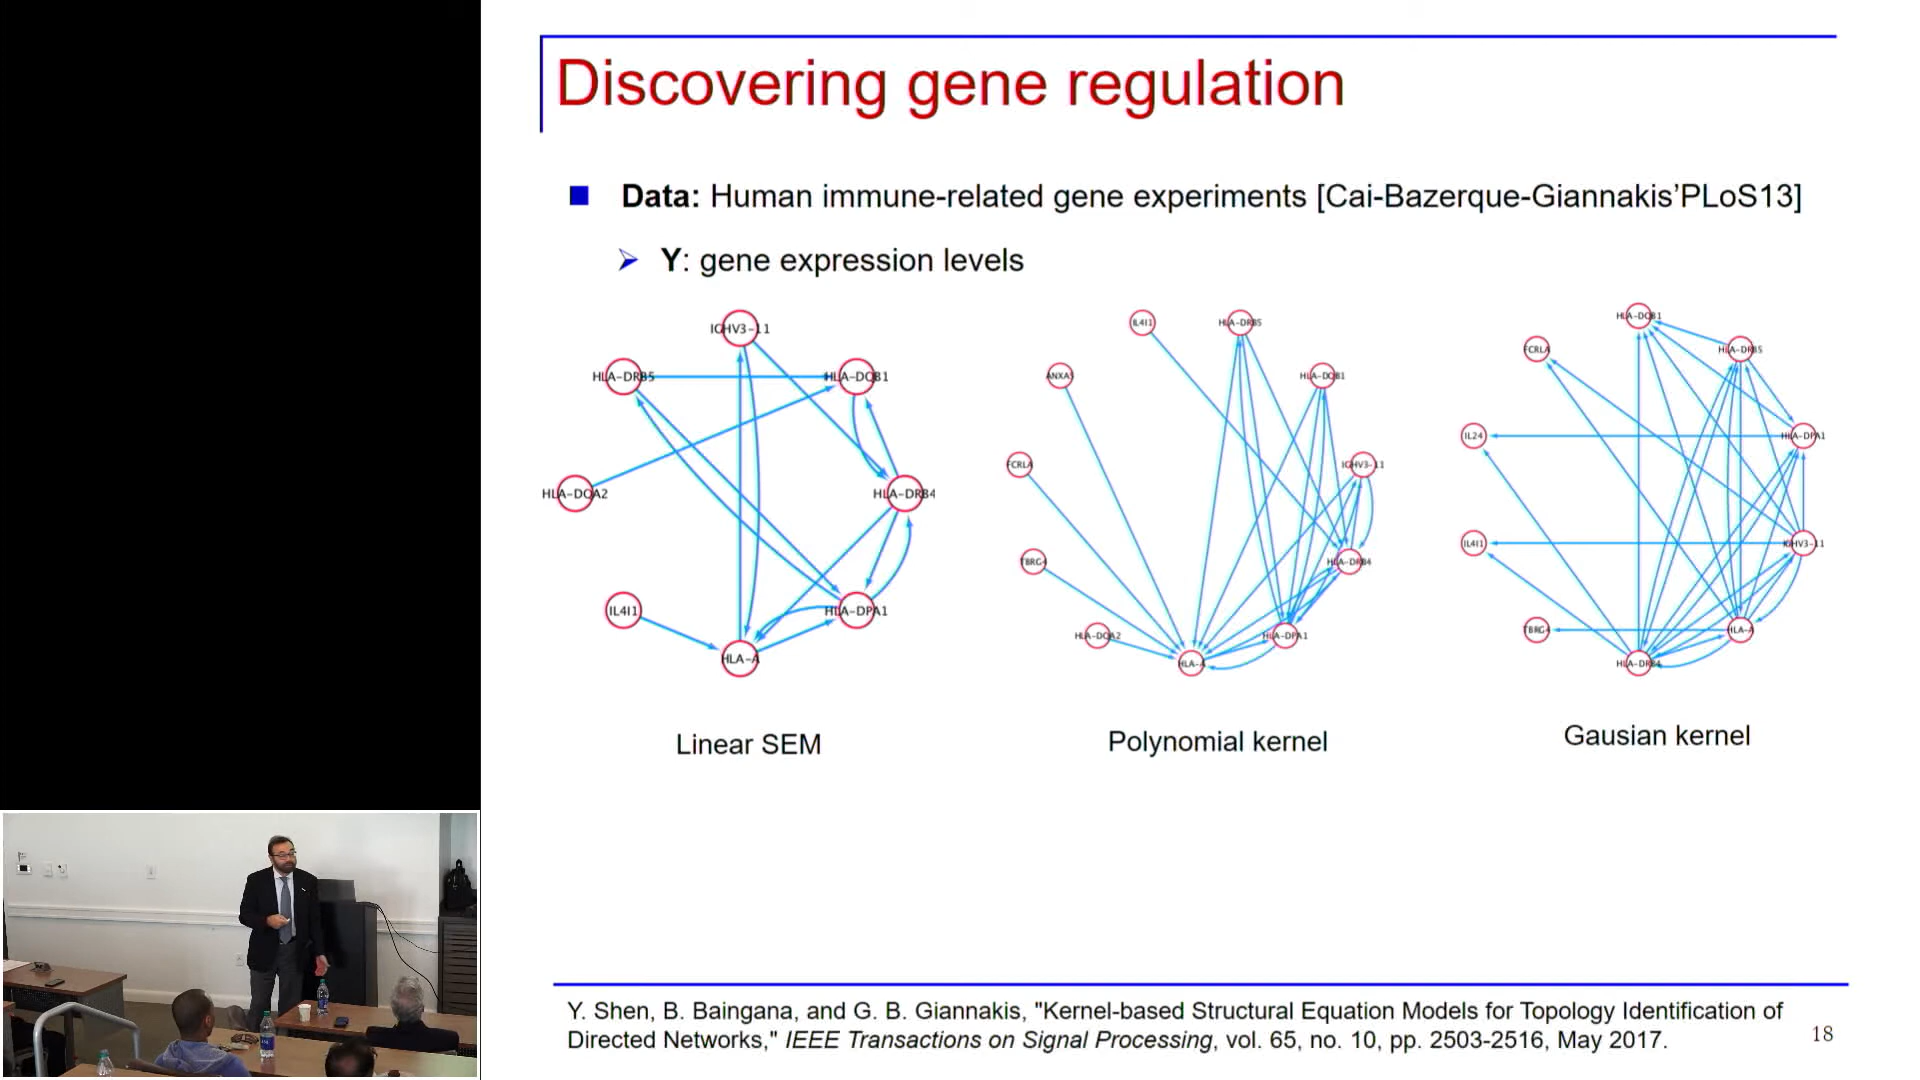 Discovering gene regulation
Data: Human immune-related gene experiments [Cai-Bazerque-Giannakis’PLoS13]
Y: gene expression levels
IGHV3-11
HLA-DRB5
HLA-DQB1
HLA-DQA2
HLA-DRB4
IL4I1
HLA-DPA1
HLA-A
Linear SEM
IL4I1
HLA-DRB5
HLA-DQB1
FCRLA
IGHV3-11
TBRG4
HLA-DRB4
HLA-DQA2
HLA-DPA1
HLA-A
Polynomial kernel
HLA-DQB1
FCRLA
HLA-DRB5
IL24
HLA-DPA1
IL4I1
IGHV3-11
TBRG4
HLA-A
HLA-DRB4
Gausian kernel
Y. Shen, B. Baingana, and G. B. Giannakis, "Kernel-based Structural Equation Models for Topology Identification of
Directed Networks," IEEE Transactions on Signal Processing, vol. 65, no. 10, pp. 2503-2516, May 2017.
18